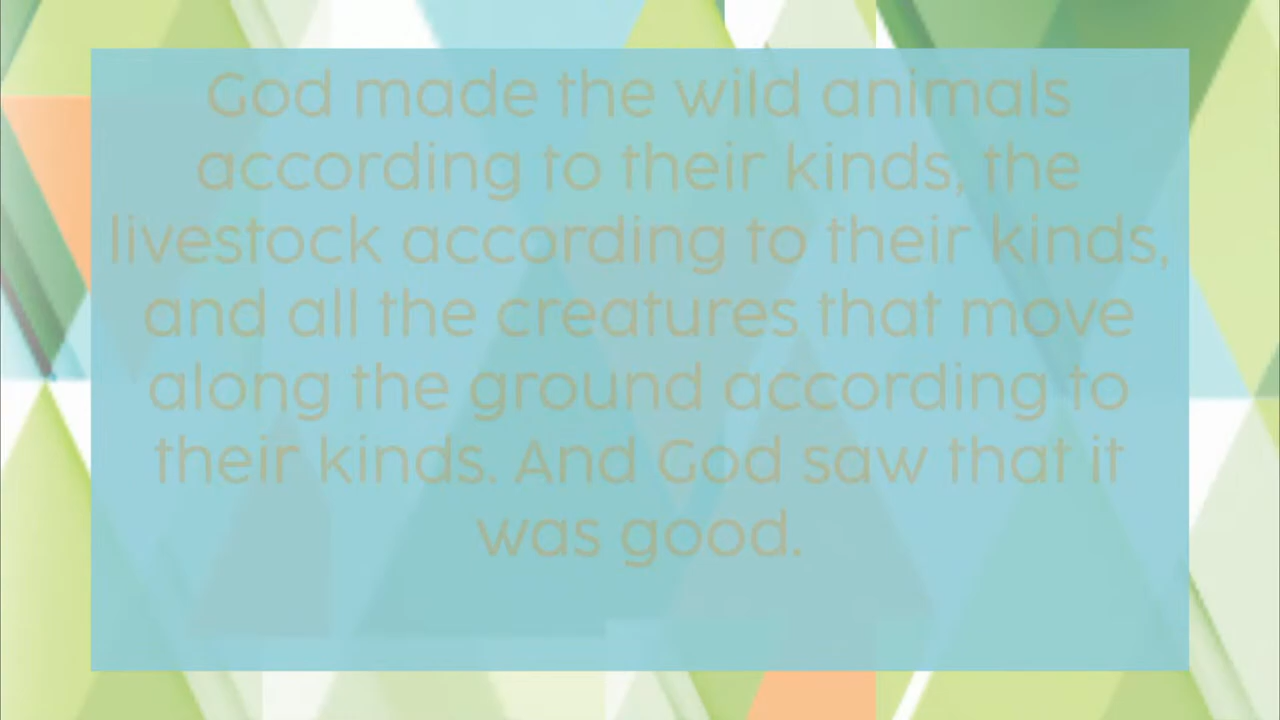 God made the wild animals
according to their kinds, the
livestock according to their kinds,
and all the creatures that move
along the ground according to
their kinds. And God saw that it
was good.